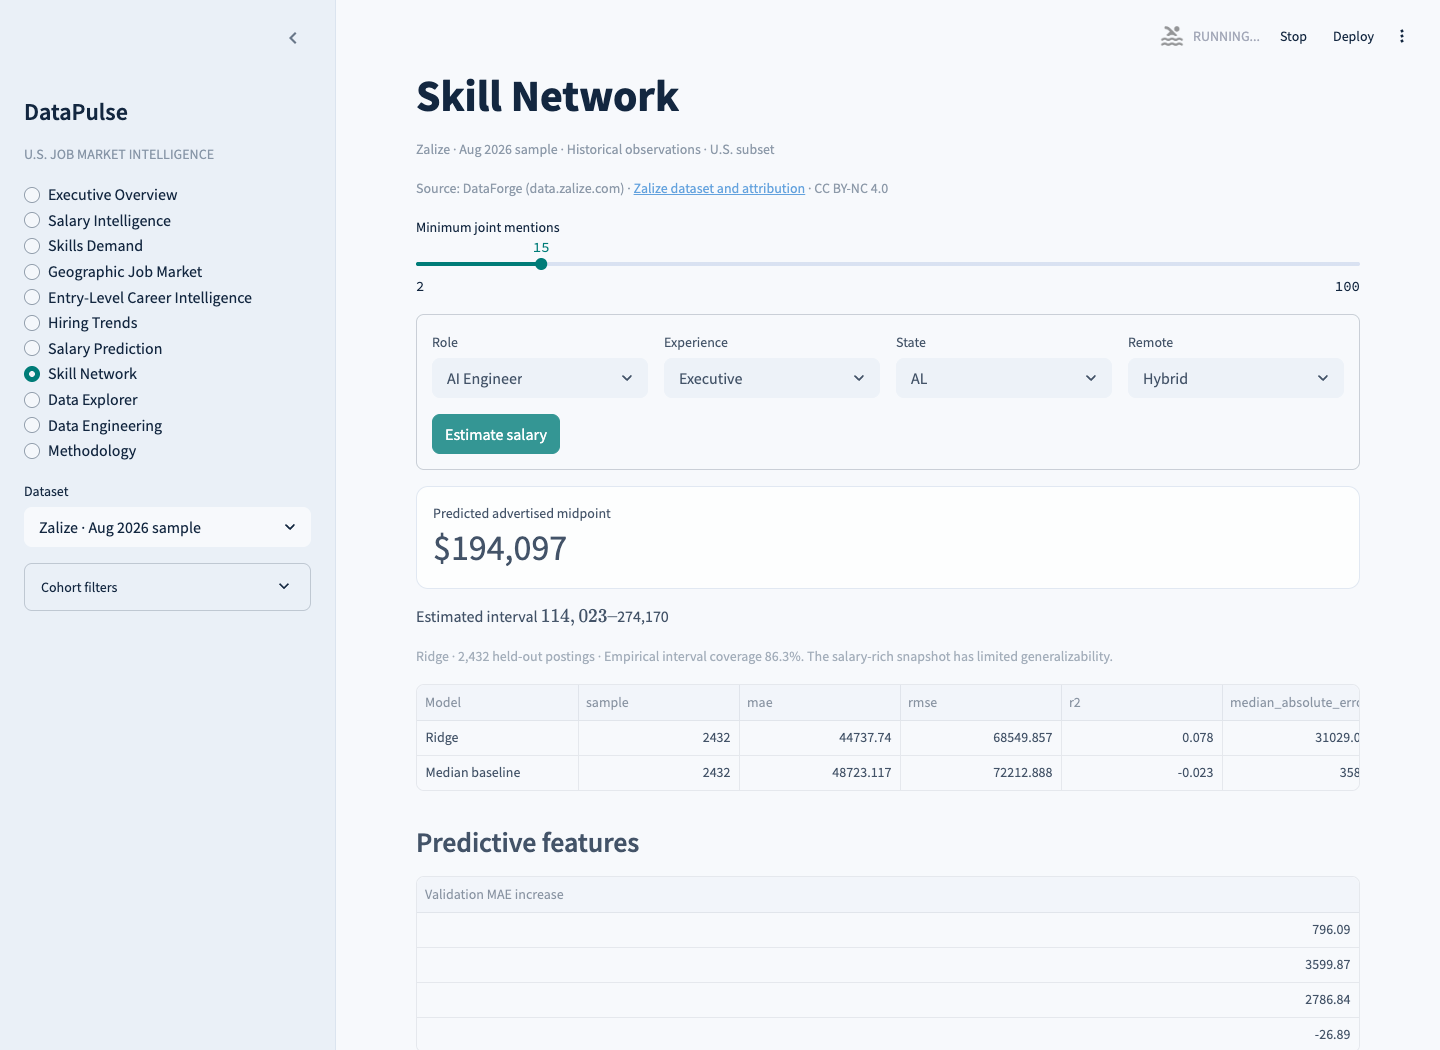 RUNNING...
Stop
Deploy
DataPulse
U.S. JOB MARKET INTELLIGENCE
Executive Overview
Salary Intelligence
Skills Demand
Geographic Job Market
Entry-Level Career Intelligence
Hiring Trends
Salary Prediction
Skill Network
Data Explorer
Data Engineering
Methodology
Dataset
Zalize · Aug 2026 sample
Cohort filters
Skill Network
Zalize · Aug 2026 sample · Historical observations · U.S. subset
Source: DataForge (data.zalize.com) · Zalize dataset and attribution · CC BY-NC 4.0
Minimum joint mentions
15
2 100
Role Experience State Remote
AI Engineer Executive AL Hybrid
Estimate salary
Predicted advertised midpoint
$194,097
Estimated interval 114, 023–274,170
Ridge · 2,432 held-out postings · Empirical interval coverage 86.3%. The salary-rich snapshot has limited generalizability.
Model sample mae rmse r2 median_absolute_erro
Ridge 2432 44737.74 68549.857 0.078 31029.0
Median baseline 2432 48723.117 72212.888 -0.023 358
Predictive features
Validation MAE increase
796.09
3599.87
2786.84
-26.89